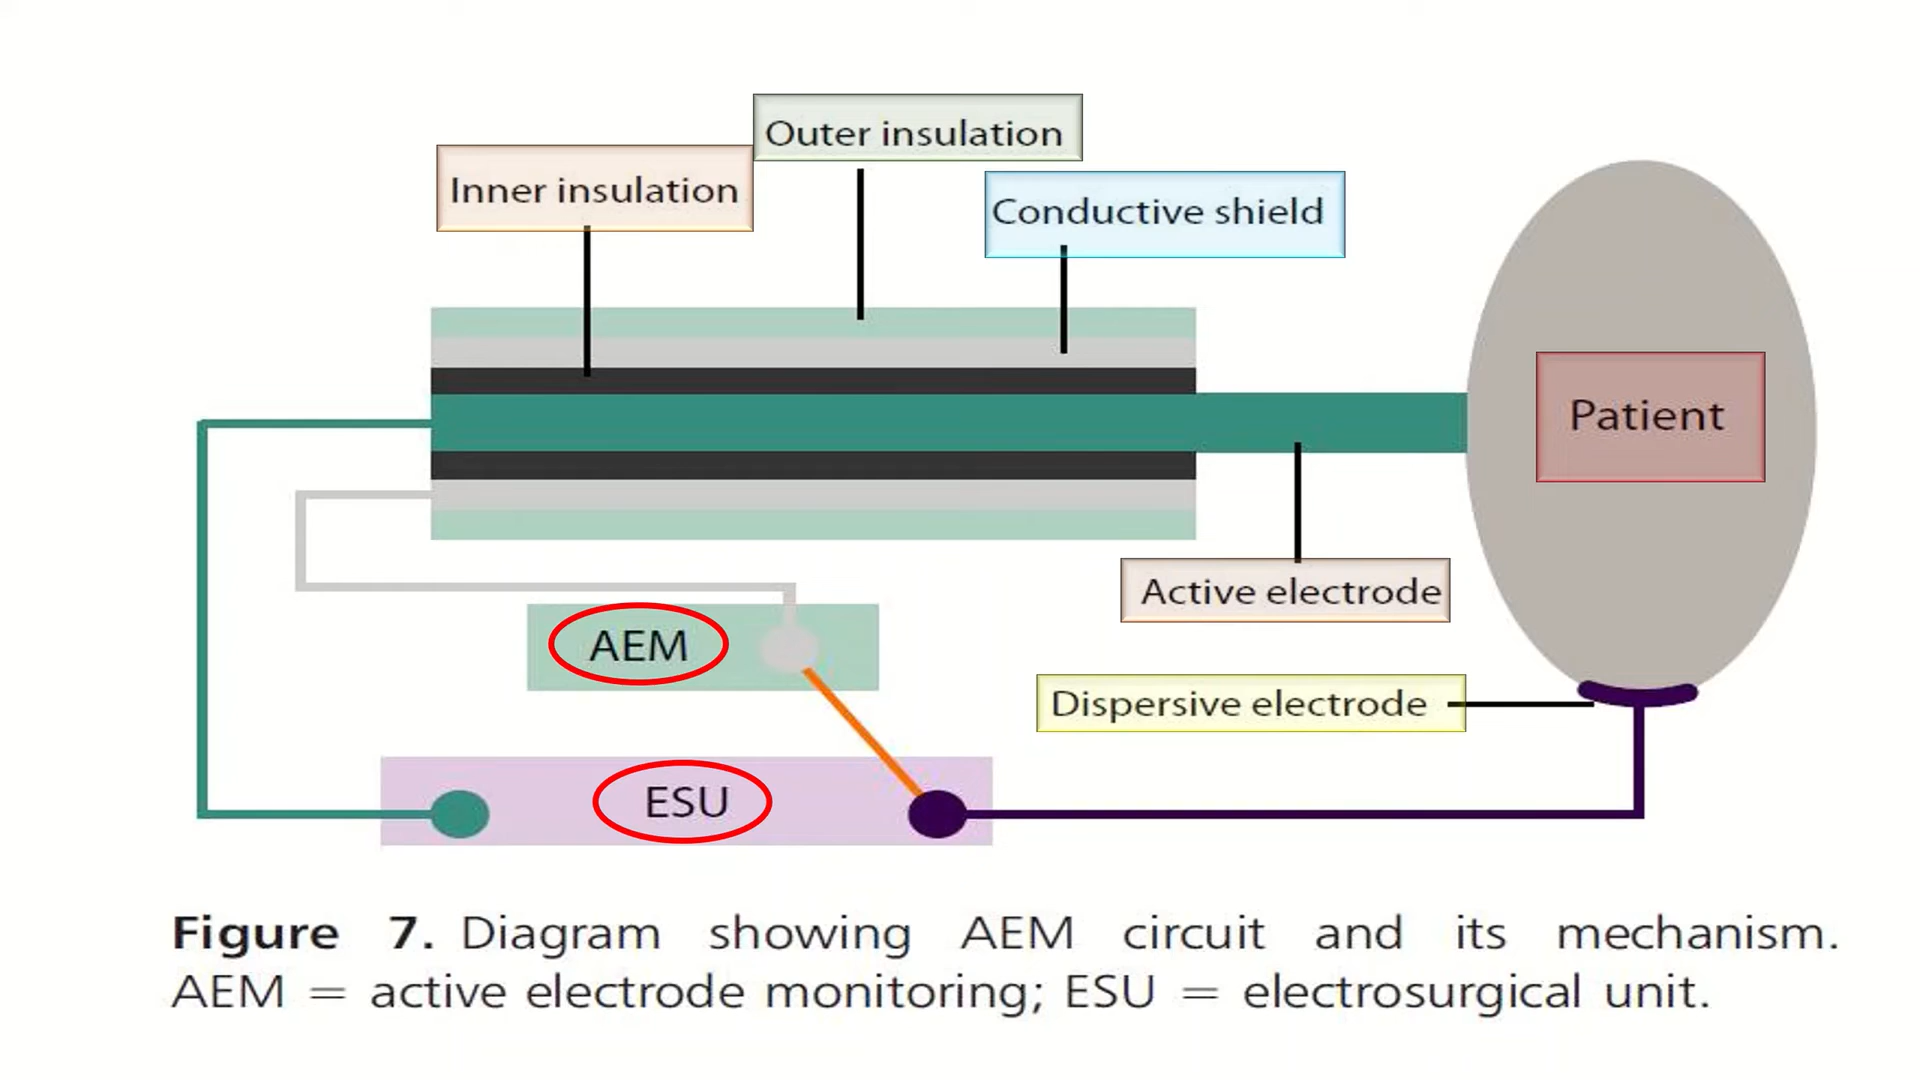 Outer insulation
Inner insulation
Conductive shield
Patient
Active electrode
AEM
Dispersive electrode
ESU
Figure 7. Diagram showing AEM circuit and its mechanism.
AEM = active electrode monitoring; ESU = electrosurgical unit.